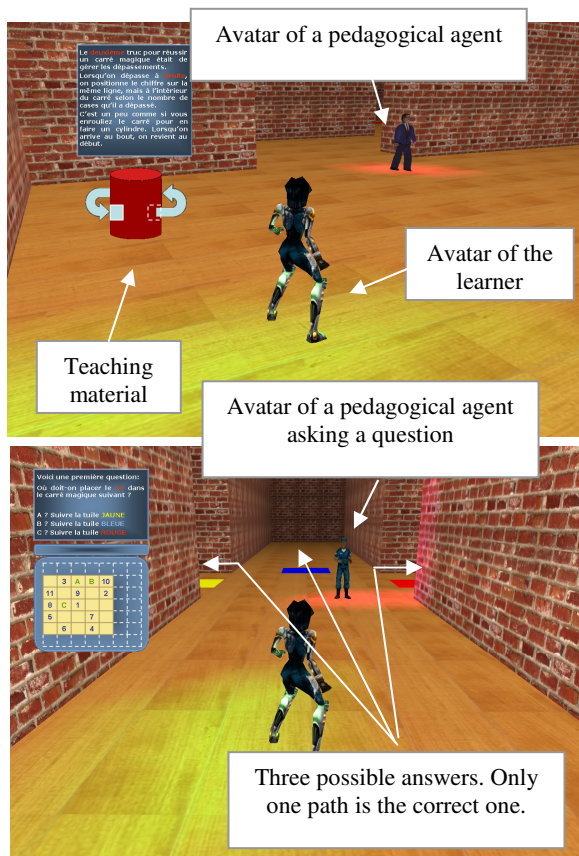 Avatar of a pedagogical agent
Le deuxième truc pour réussir
un carré magique était de
gérer les dépassements.
Lorsqu'on dépasse à droite,
on positionne le chiffre sur la
même ligne, mais à l'intérieur
du carré selon le nombre de
cases qu'il a dépassé.
C'est un peu comme si vous
enrouliez le carré pour en
faire un cylindre. Lorsqu'on
arrive au bout, on revient au
début.
Avatar of the
learner
Teaching
material
Avatar of a pedagogical agent
asking a question
Voici une première question:
Où doit-on placer le dans
le carré magique suivant ?
A ? Suivre la tuile JAUNE
B ? Suivre la tuile BLEUE
C ? Suivre la tuile ROUGE
3 A B 10
11 9 2
8 C 1
5 7
6 4
Three possible answers. Only
one path is the correct one.